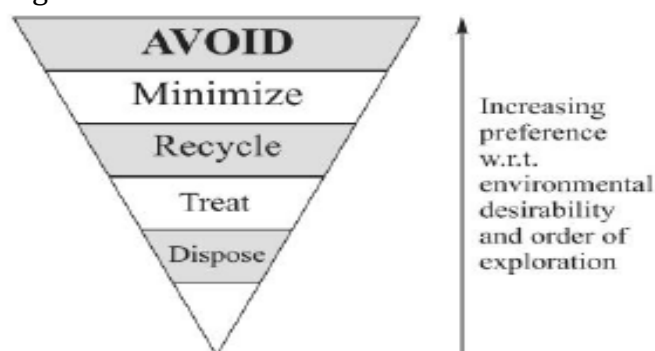 AVOID
Minimize
Recycle
Treat
Dispose
Increasing
preference
w.r.t.
environmental
desirability
and order of
exploration